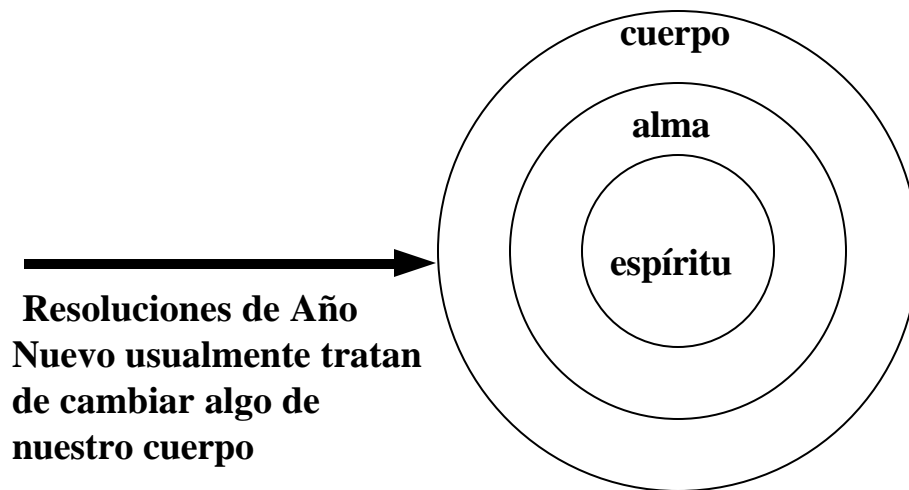 cuerpo
alma
espíritu
Resoluciones de Año
Nuevo usualmente tratan
de cambiar algo de
nuestro cuerpo